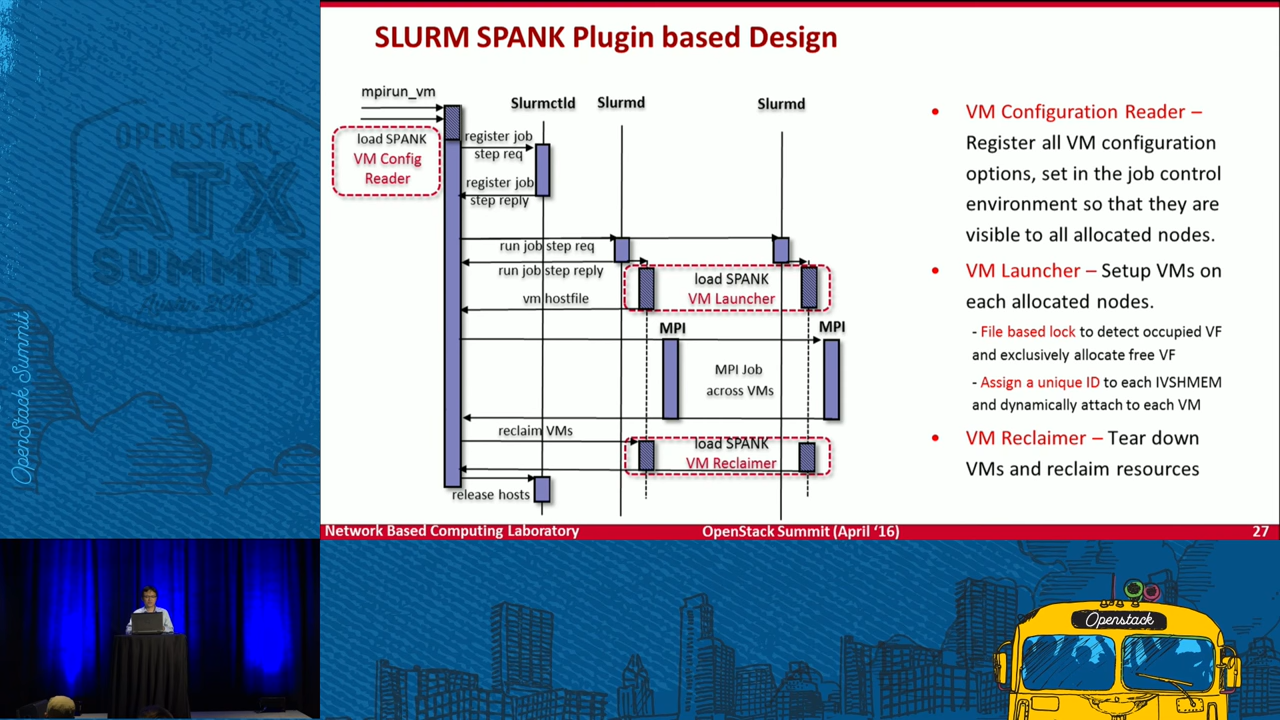 SLURM SPANK Plugin based Design
mpirun_vm
Slurmctld
Slurmd
Slurmd
load SPANK
VM Config
Reader
register job
step req
register job
step reply
run job step req
run job step reply
vm hostfile
load SPANK
VM Launcher
MPI
MPI
MPI Job
across VMs
reclaim VMs
load SPANK
VM Reclaimer
release hosts
• VM Configuration Reader –
Register all VM configuration
options, set in the job control
environment so that they are
visible to all allocated nodes.
• VM Launcher – Setup VMs on
each allocated nodes.
- File based lock to detect occupied VF
and exclusively allocate free VF
- Assign a unique ID to each IVSHMEM
and dynamically attach to each VM
• VM Reclaimer – Tear down
VMs and reclaim resources
Network Based Computing Laboratory
OpenStack Summit (April ‘16)
27
OPENSTACK
ATX
SUMMIT
OpenStack Summit
Openstack